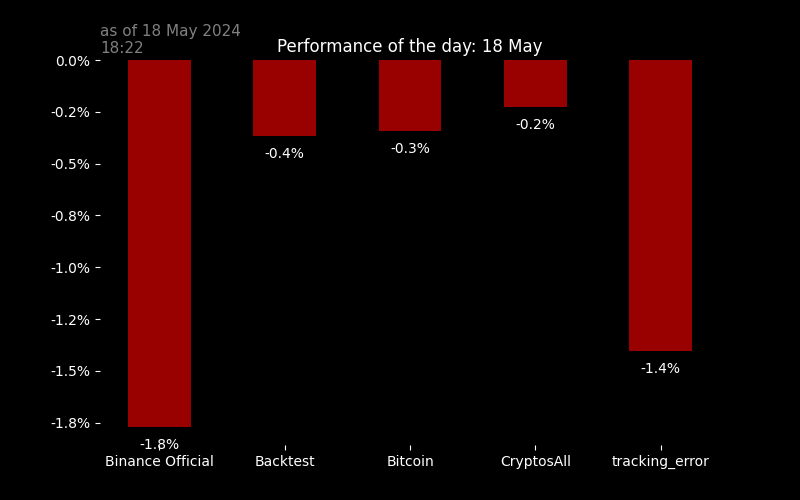 as of 18 May 2024
18:22
Performance of the day: 18 May
0.0%
-0.2%
-0.5%
-0.8%
-1.0%
-1.2%
-1.5%
-1.8%
-1.8%
-0.4%
-0.3%
-0.2%
-1.4%
Binance Official
Backtest
Bitcoin
CryptosAll
tracking_error